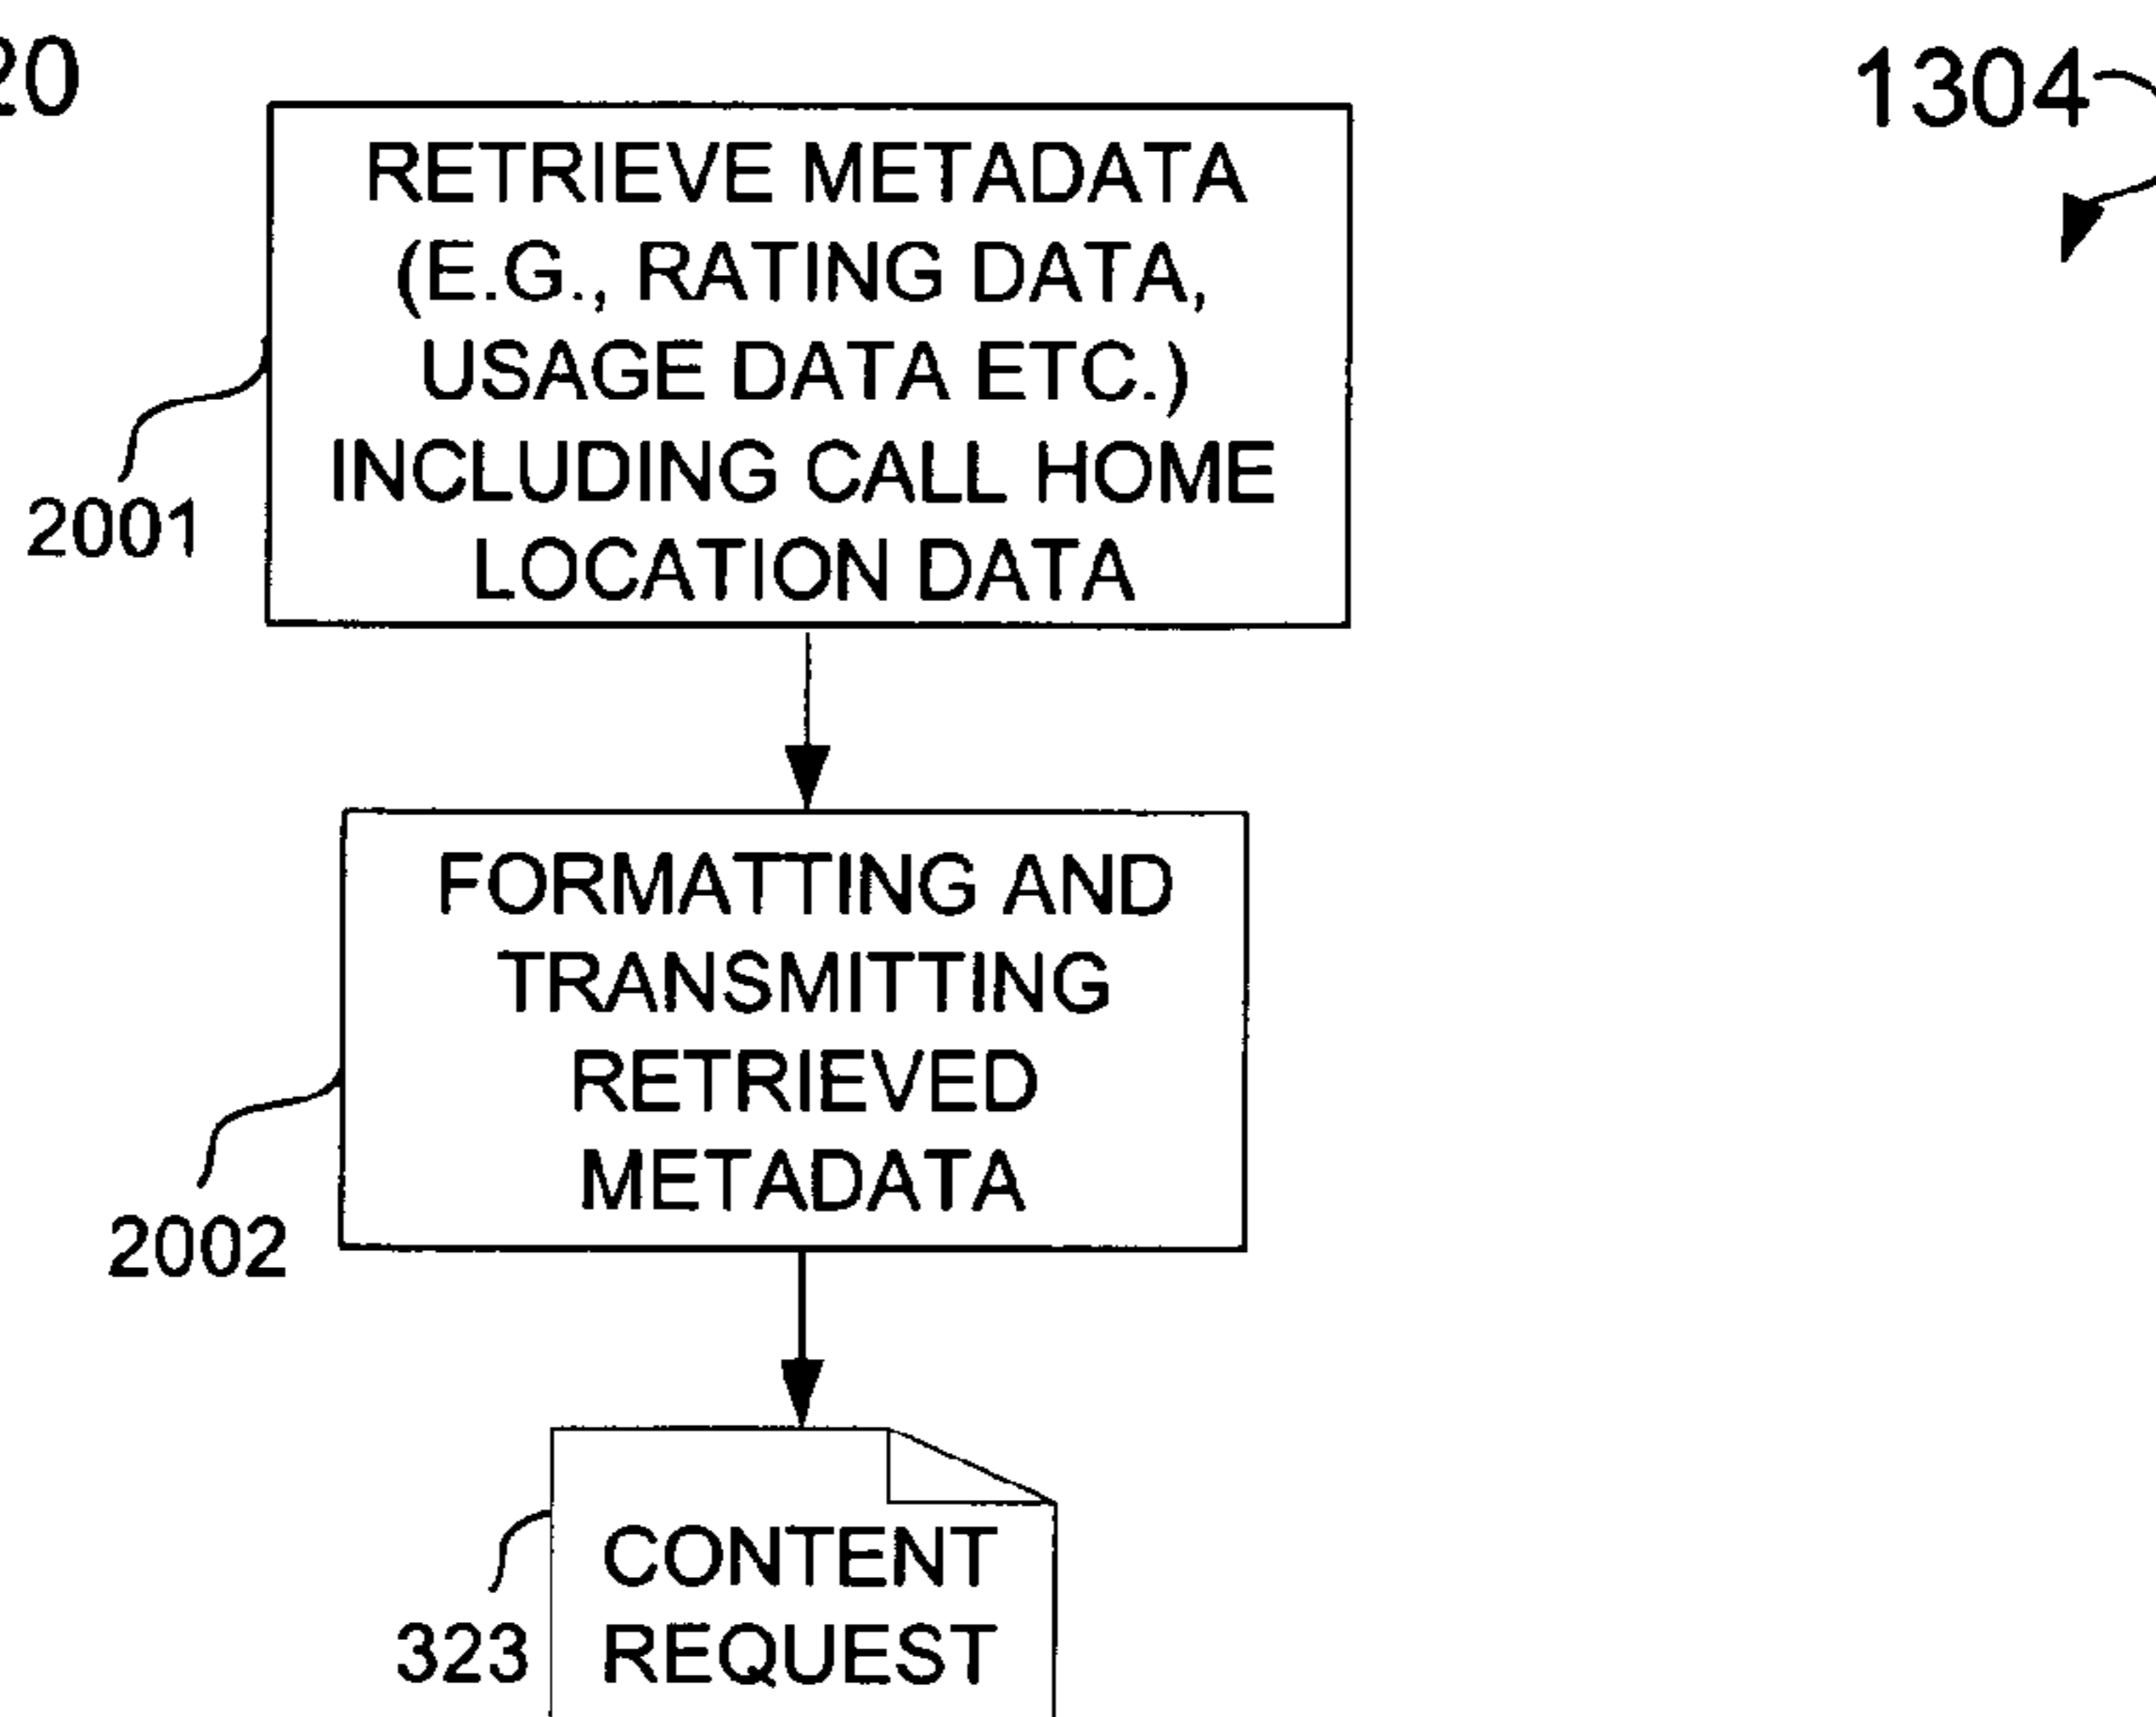 20
1304
RETRIEVE METADATA
(E.G., RATING DATA,
USAGE DATA ETC.)
INCLUDING CALL HOME
LOCATION DATA
2001
FORMATTING AND
TRANSMITTING
RETRIEVED
METADATA
2002
CONTENT
REQUEST
323